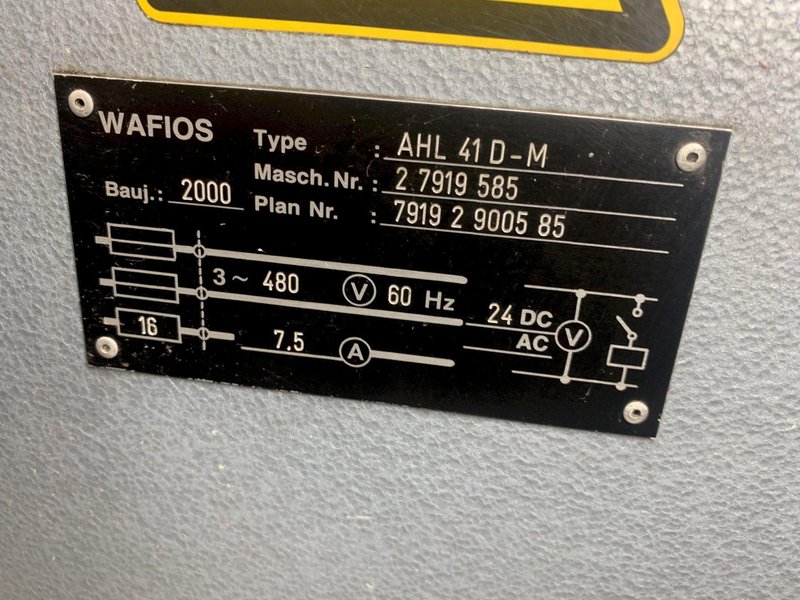 WAFIOS
Type : AHL 41 D-M
Masch. Nr. : 2 7919 585
Bauj.: 2000
Plan Nr. : 7919 2 9005 85
3 ~ 480 V 60 Hz
24 DC
AC
V
16
7.5 A